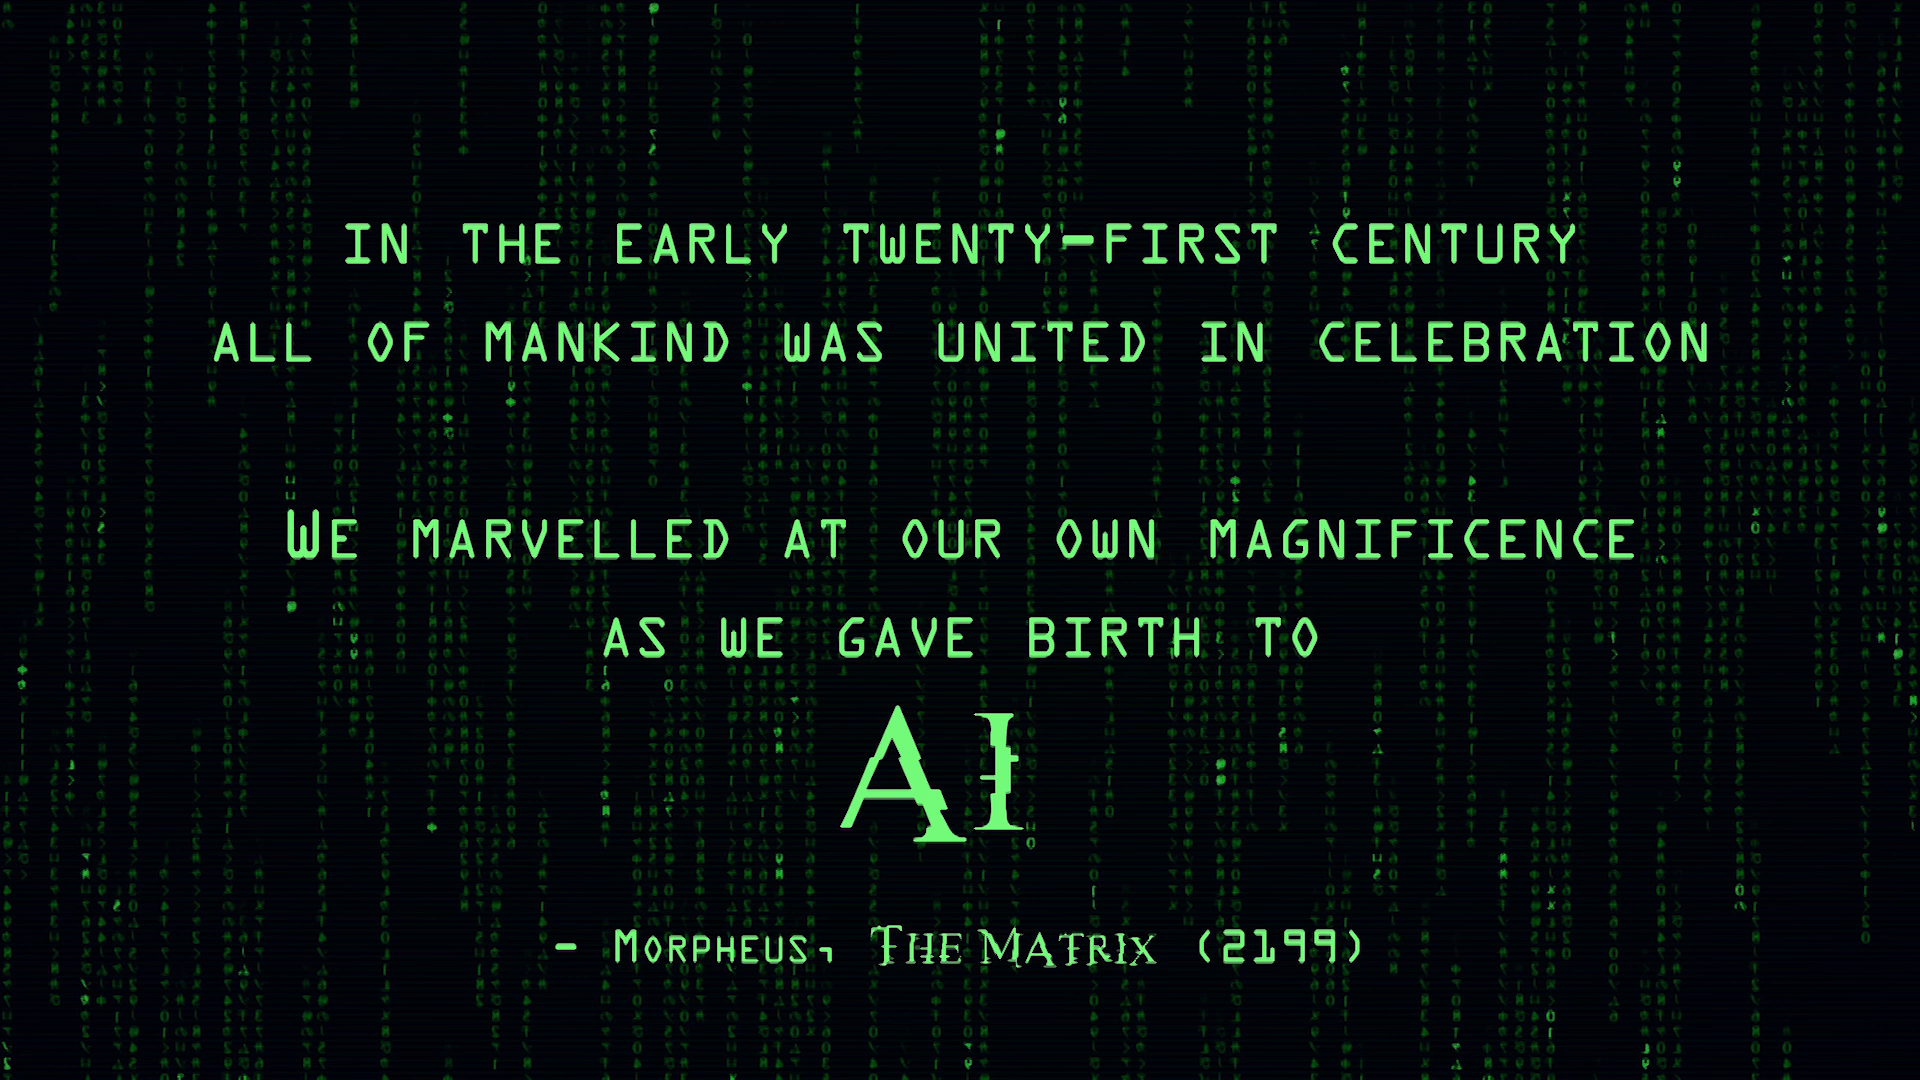 IN THE EARLY TWENTY-FIRST CENTURY
ALL OF MANKIND WAS UNITED IN CELEBRATION
WE MARVELLED AT OUR OWN MAGNIFICENCE
AS WE GAVE BIRTH TO
AI
- MORPHEUS, THE MATRIX (2199)